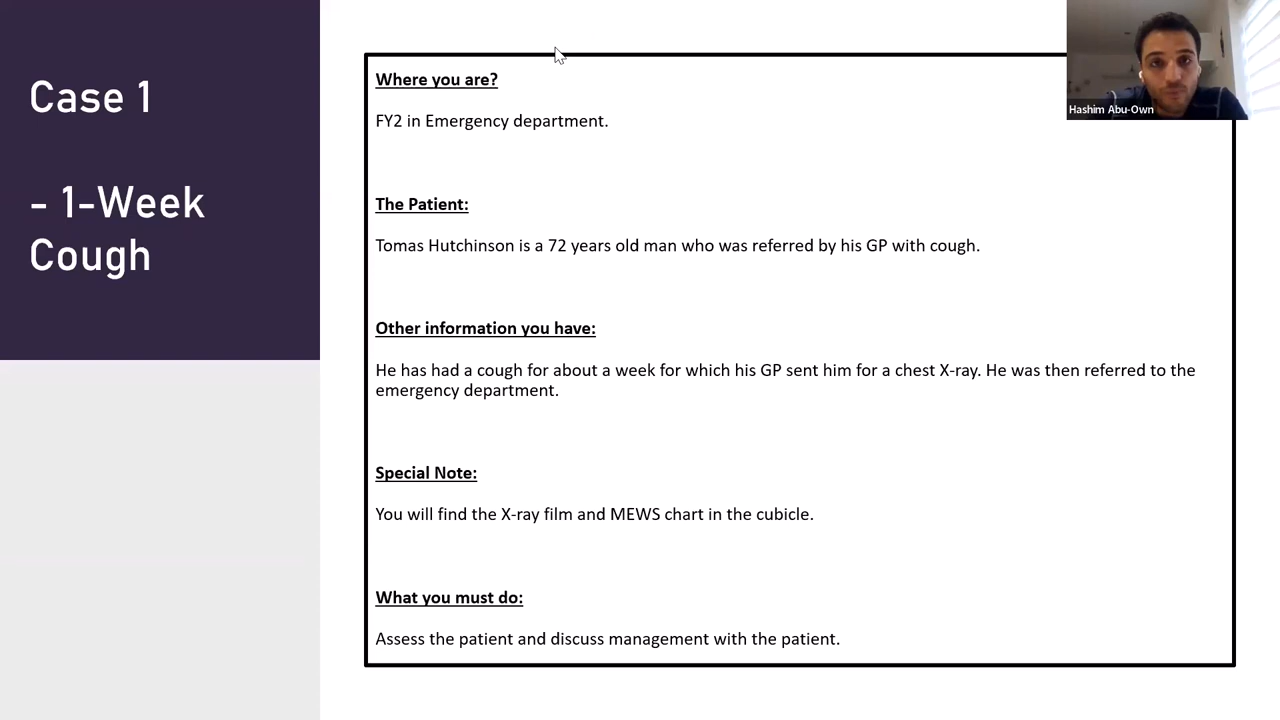 Case 1
- 1-Week
Cough
Where you are?
FY2 in Emergency department.
The Patient:
Tomas Hutchinson is a 72 years old man who was referred by his GP with cough.
Other information you have:
He has had a cough for about a week for which his GP sent him for a chest X-ray. He was then referred to the
emergency department.
Special Note:
You will find the X-ray film and MEWS chart in the cubicle.
What you must do:
Assess the patient and discuss management with the patient.
Hashim Abu-Own